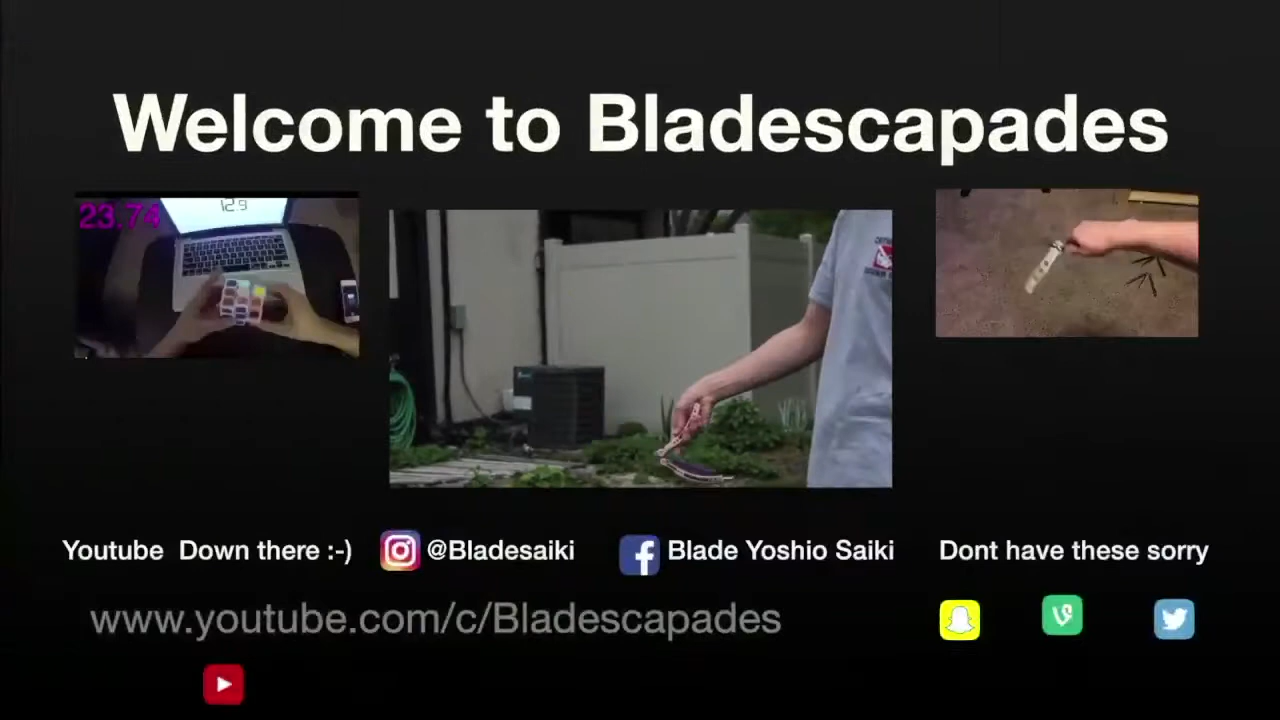 Welcome to Bladescapades
23.74
12.9
Youtube  Down there :-)
@Bladesaiki
Blade Yoshio Saiki
Dont have these sorry
www.youtube.com/c/Bladescapades